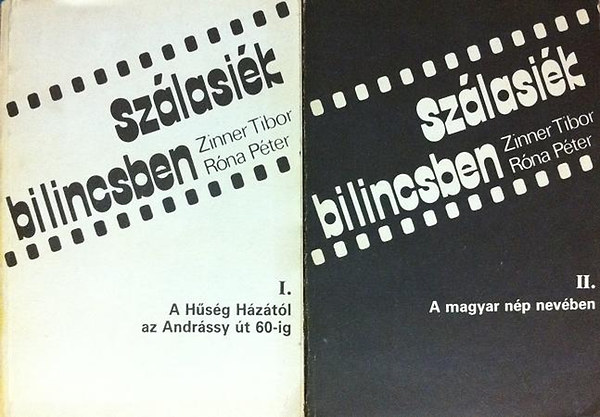 szálasiék
bilincsben
Zinner Tibor
Róna Péter
I.
A Hűség Házától
az Andrássy út 60-ig
szálasiék
bilincsben
Zinner Tibor
Róna Péter
II.
A magyar nép nevében